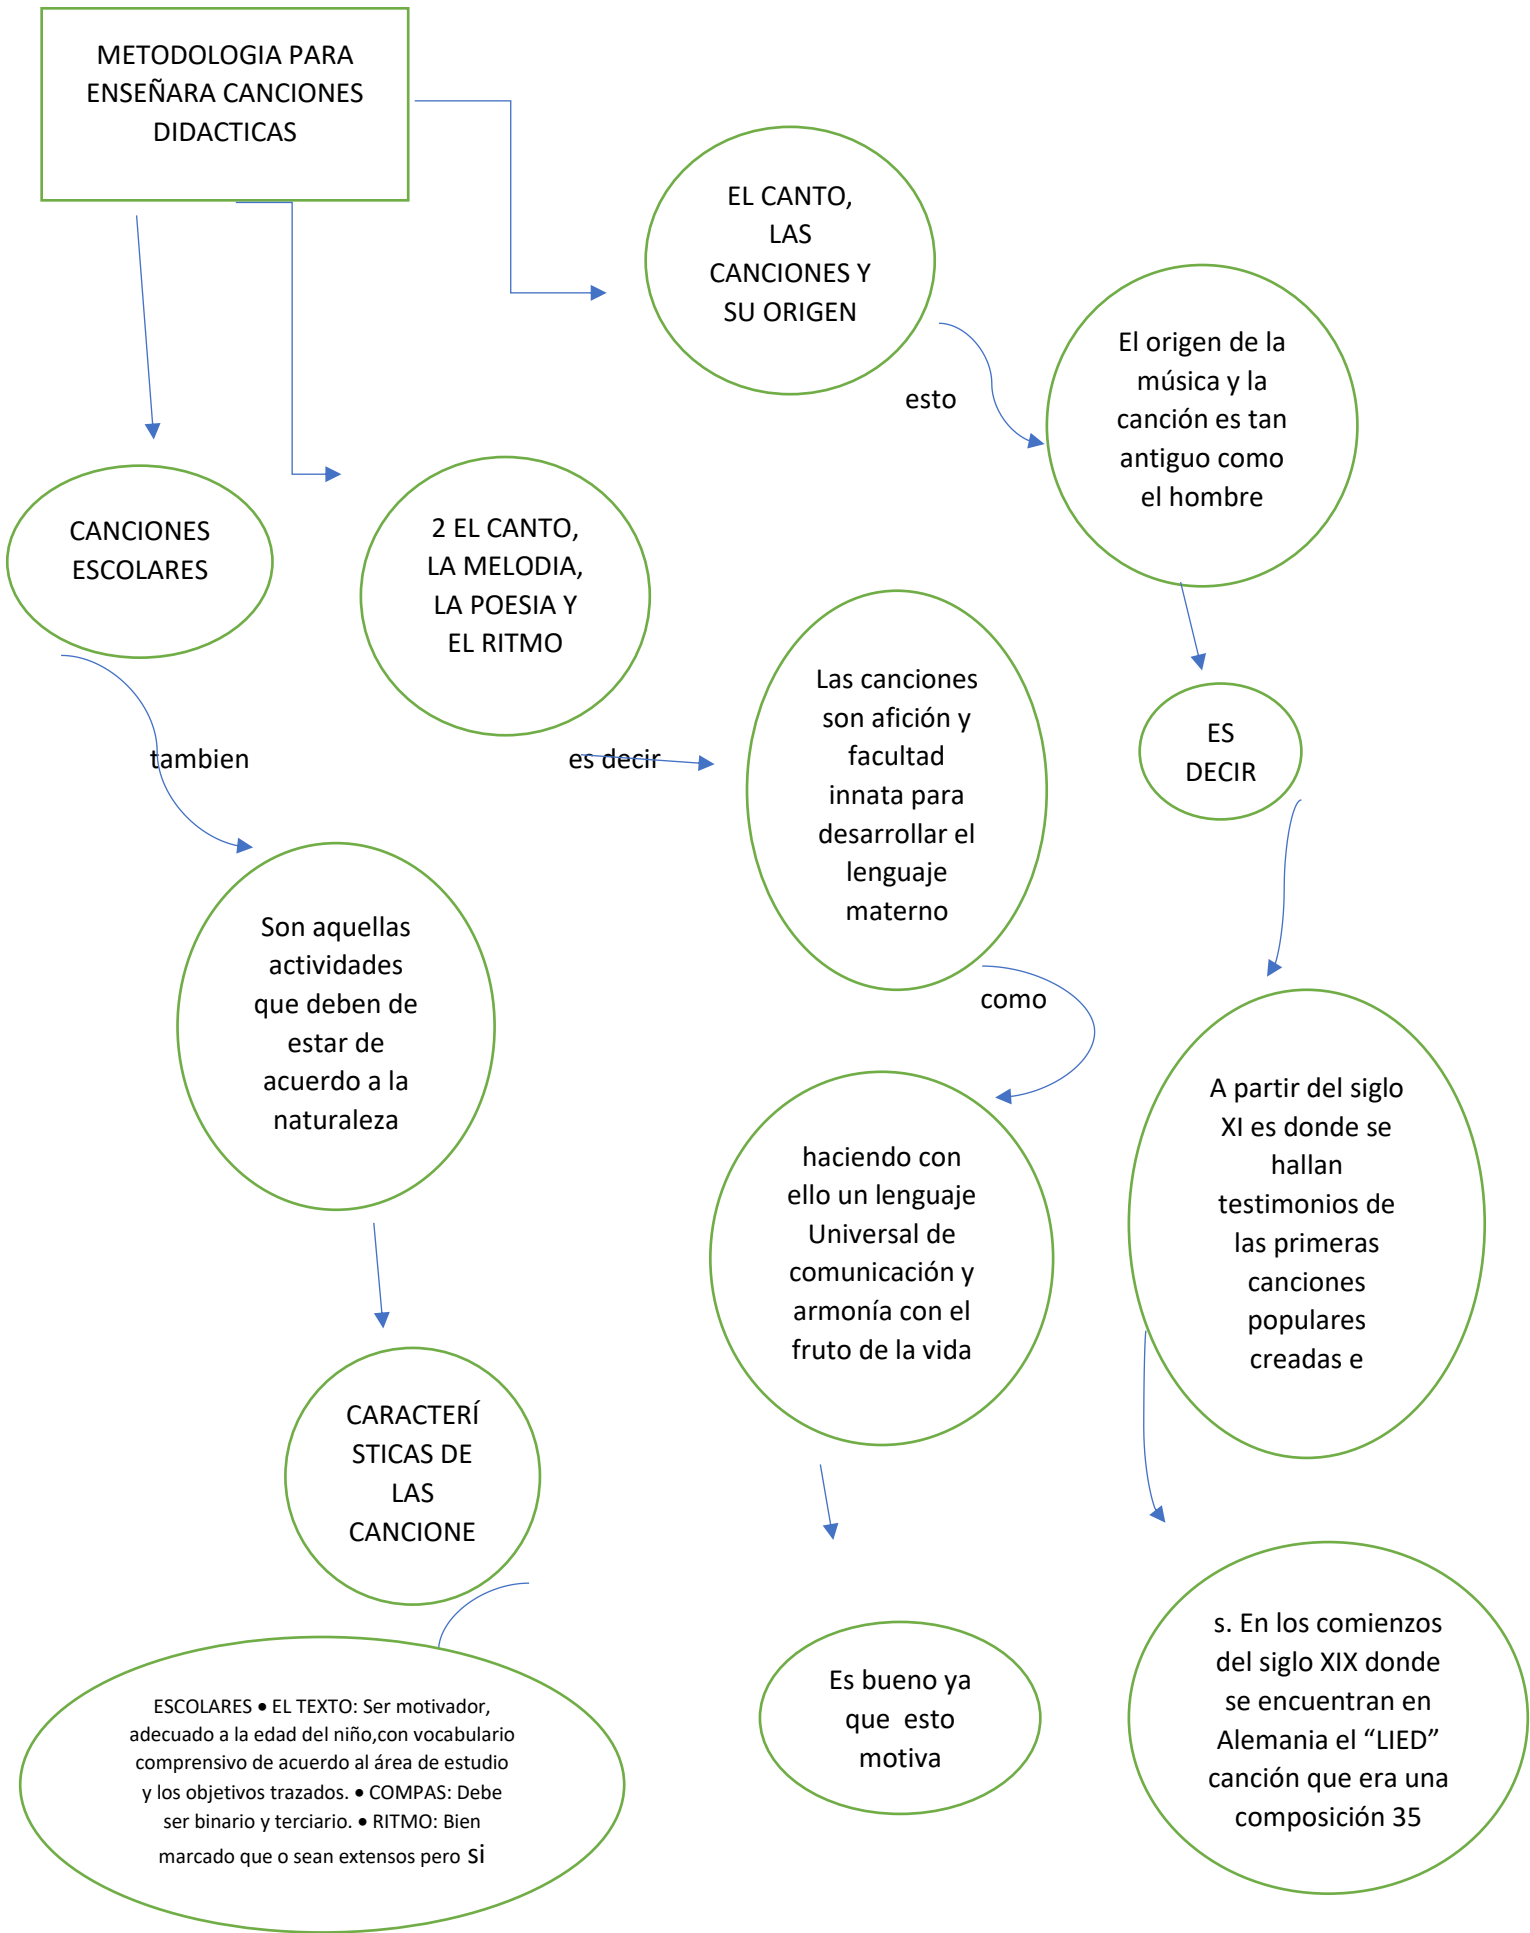 METODOLOGIA PARA
ENSEÑARA CANCIONES
DIDACTICAS
EL CANTO,
LAS
CANCIONES Y
SU ORIGEN
esto
El origen de la
música y la
canción es tan
antiguo como
el hombre
CANCIONES
ESCOLARES
2 EL CANTO,
LA MELODIA,
LA POESIA Y
EL RITMO
tambien
es decir
Las canciones
son afición y
facultad
innata para
desarrollar el
lenguaje
materno
ES
DECIR
Son aquellas
actividades
que deben de
estar de
acuerdo a la
naturaleza
como
haciendo con
ello un lenguaje
Universal de
comunicación y
armonía con el
fruto de la vida
A partir del siglo
XI es donde se
hallan
testimonios de
las primeras
canciones
populares
creadas e
CARACTERÍ
STICAS DE
LAS
CANCIONE
ESCOLARES • EL TEXTO: Ser motivador,
adecuado a la edad del niño,con vocabulario
comprensivo de acuerdo al área de estudio
y los objetivos trazados. • COMPAS: Debe
ser binario y terciario. • RITMO: Bien
marcado que o sean extensos pero si
Es bueno ya
que esto
motiva
s. En los comienzos
del siglo XIX donde
se encuentran en
Alemania el “LIED”
canción que era una
composición 35